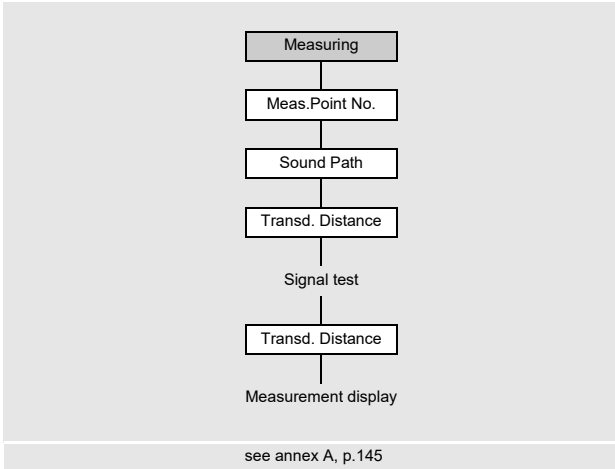 Measuring
Meas.Point No.
Sound Path
Transd. Distance
Signal test
Transd. Distance
Measurement display
see annex A, p.145